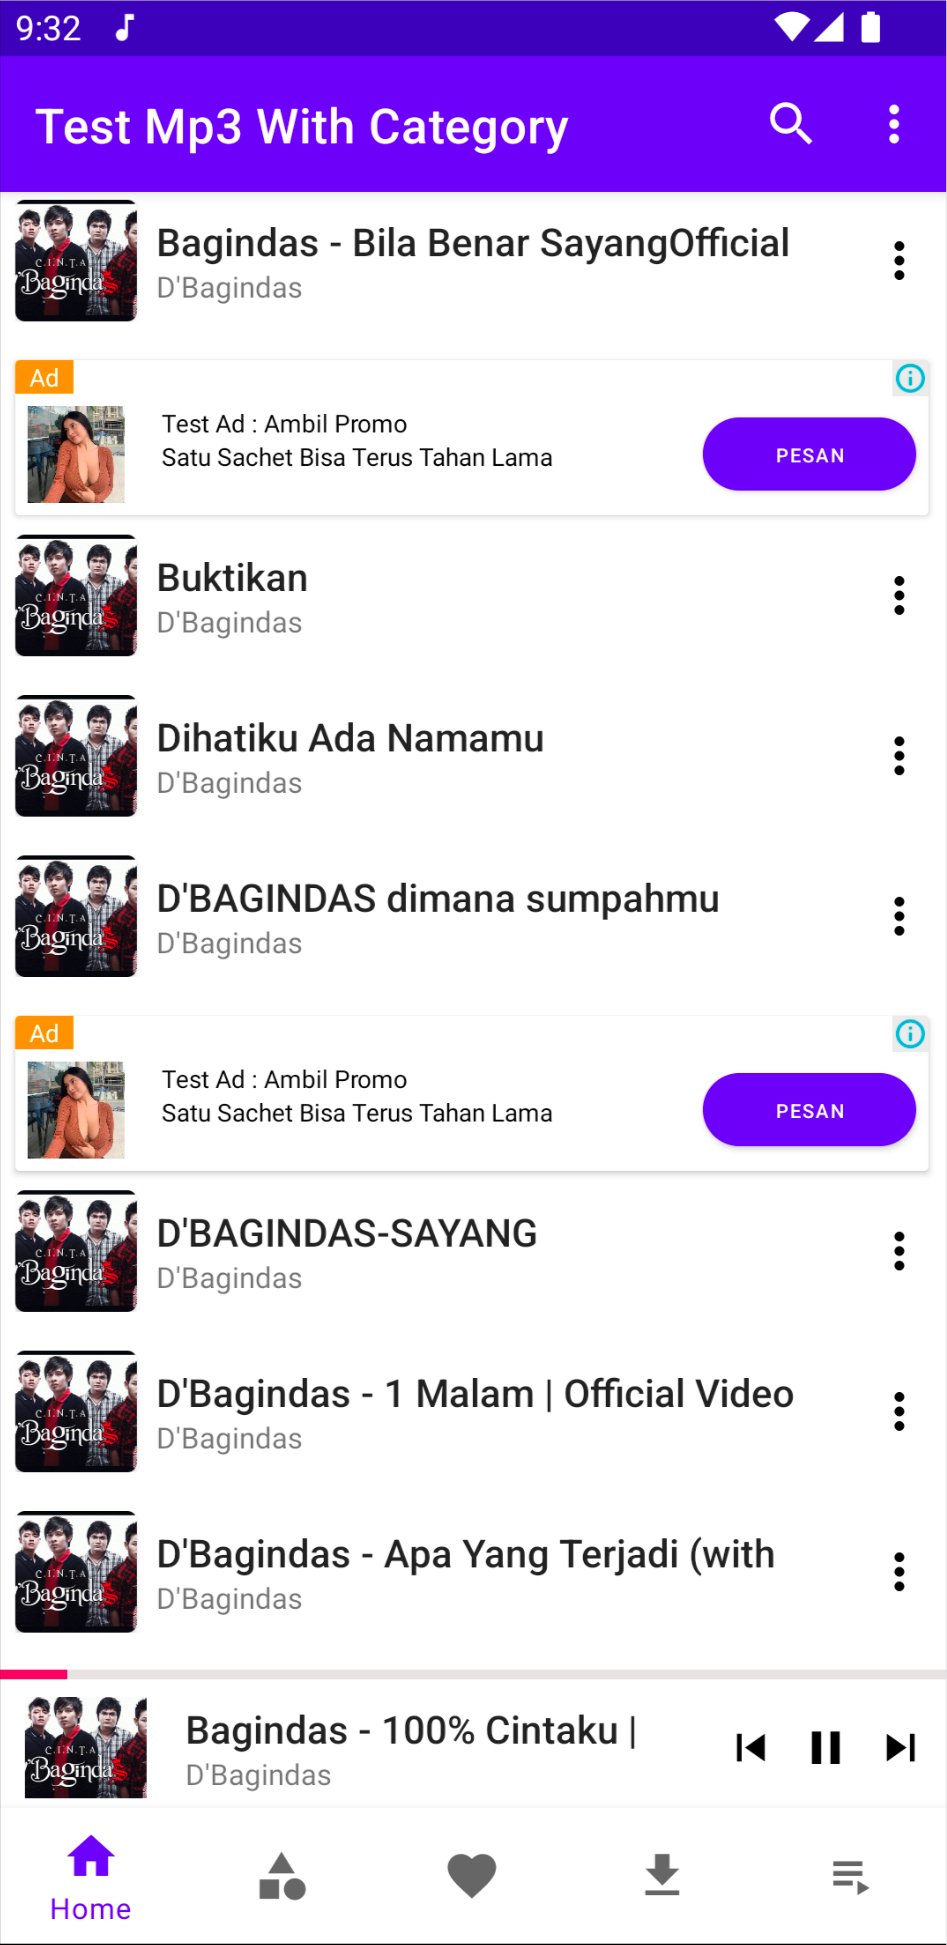 9:32
Test Mp3 With Category
C.I.N.T.A
Bagindas
Bagindas - Bila Benar SayangOfficial
D'Bagindas
Ad
Test Ad : Ambil Promo
Satu Sachet Bisa Terus Tahan Lama
PESAN
C.I.N.T.A
Bagindas
Buktikan
D'Bagindas
C.I.N.T.A
Bagindas
Dihatiku Ada Namamu
D'Bagindas
C.I.N.T.A
Bagindas
D'BAGINDAS dimana sumpahmu
D'Bagindas
Ad
Test Ad : Ambil Promo
Satu Sachet Bisa Terus Tahan Lama
PESAN
C.I.N.T.A
Bagindas
D'BAGINDAS-SAYANG
D'Bagindas
C.I.N.T.A
Bagindas
D'Bagindas - 1 Malam | Official Video
D'Bagindas
C.I.N.T.A
Bagindas
D'Bagindas - Apa Yang Terjadi (with
D'Bagindas
C.I.N.T.A
Bagindas
Bagindas - 100% Cintaku |
D'Bagindas
Home